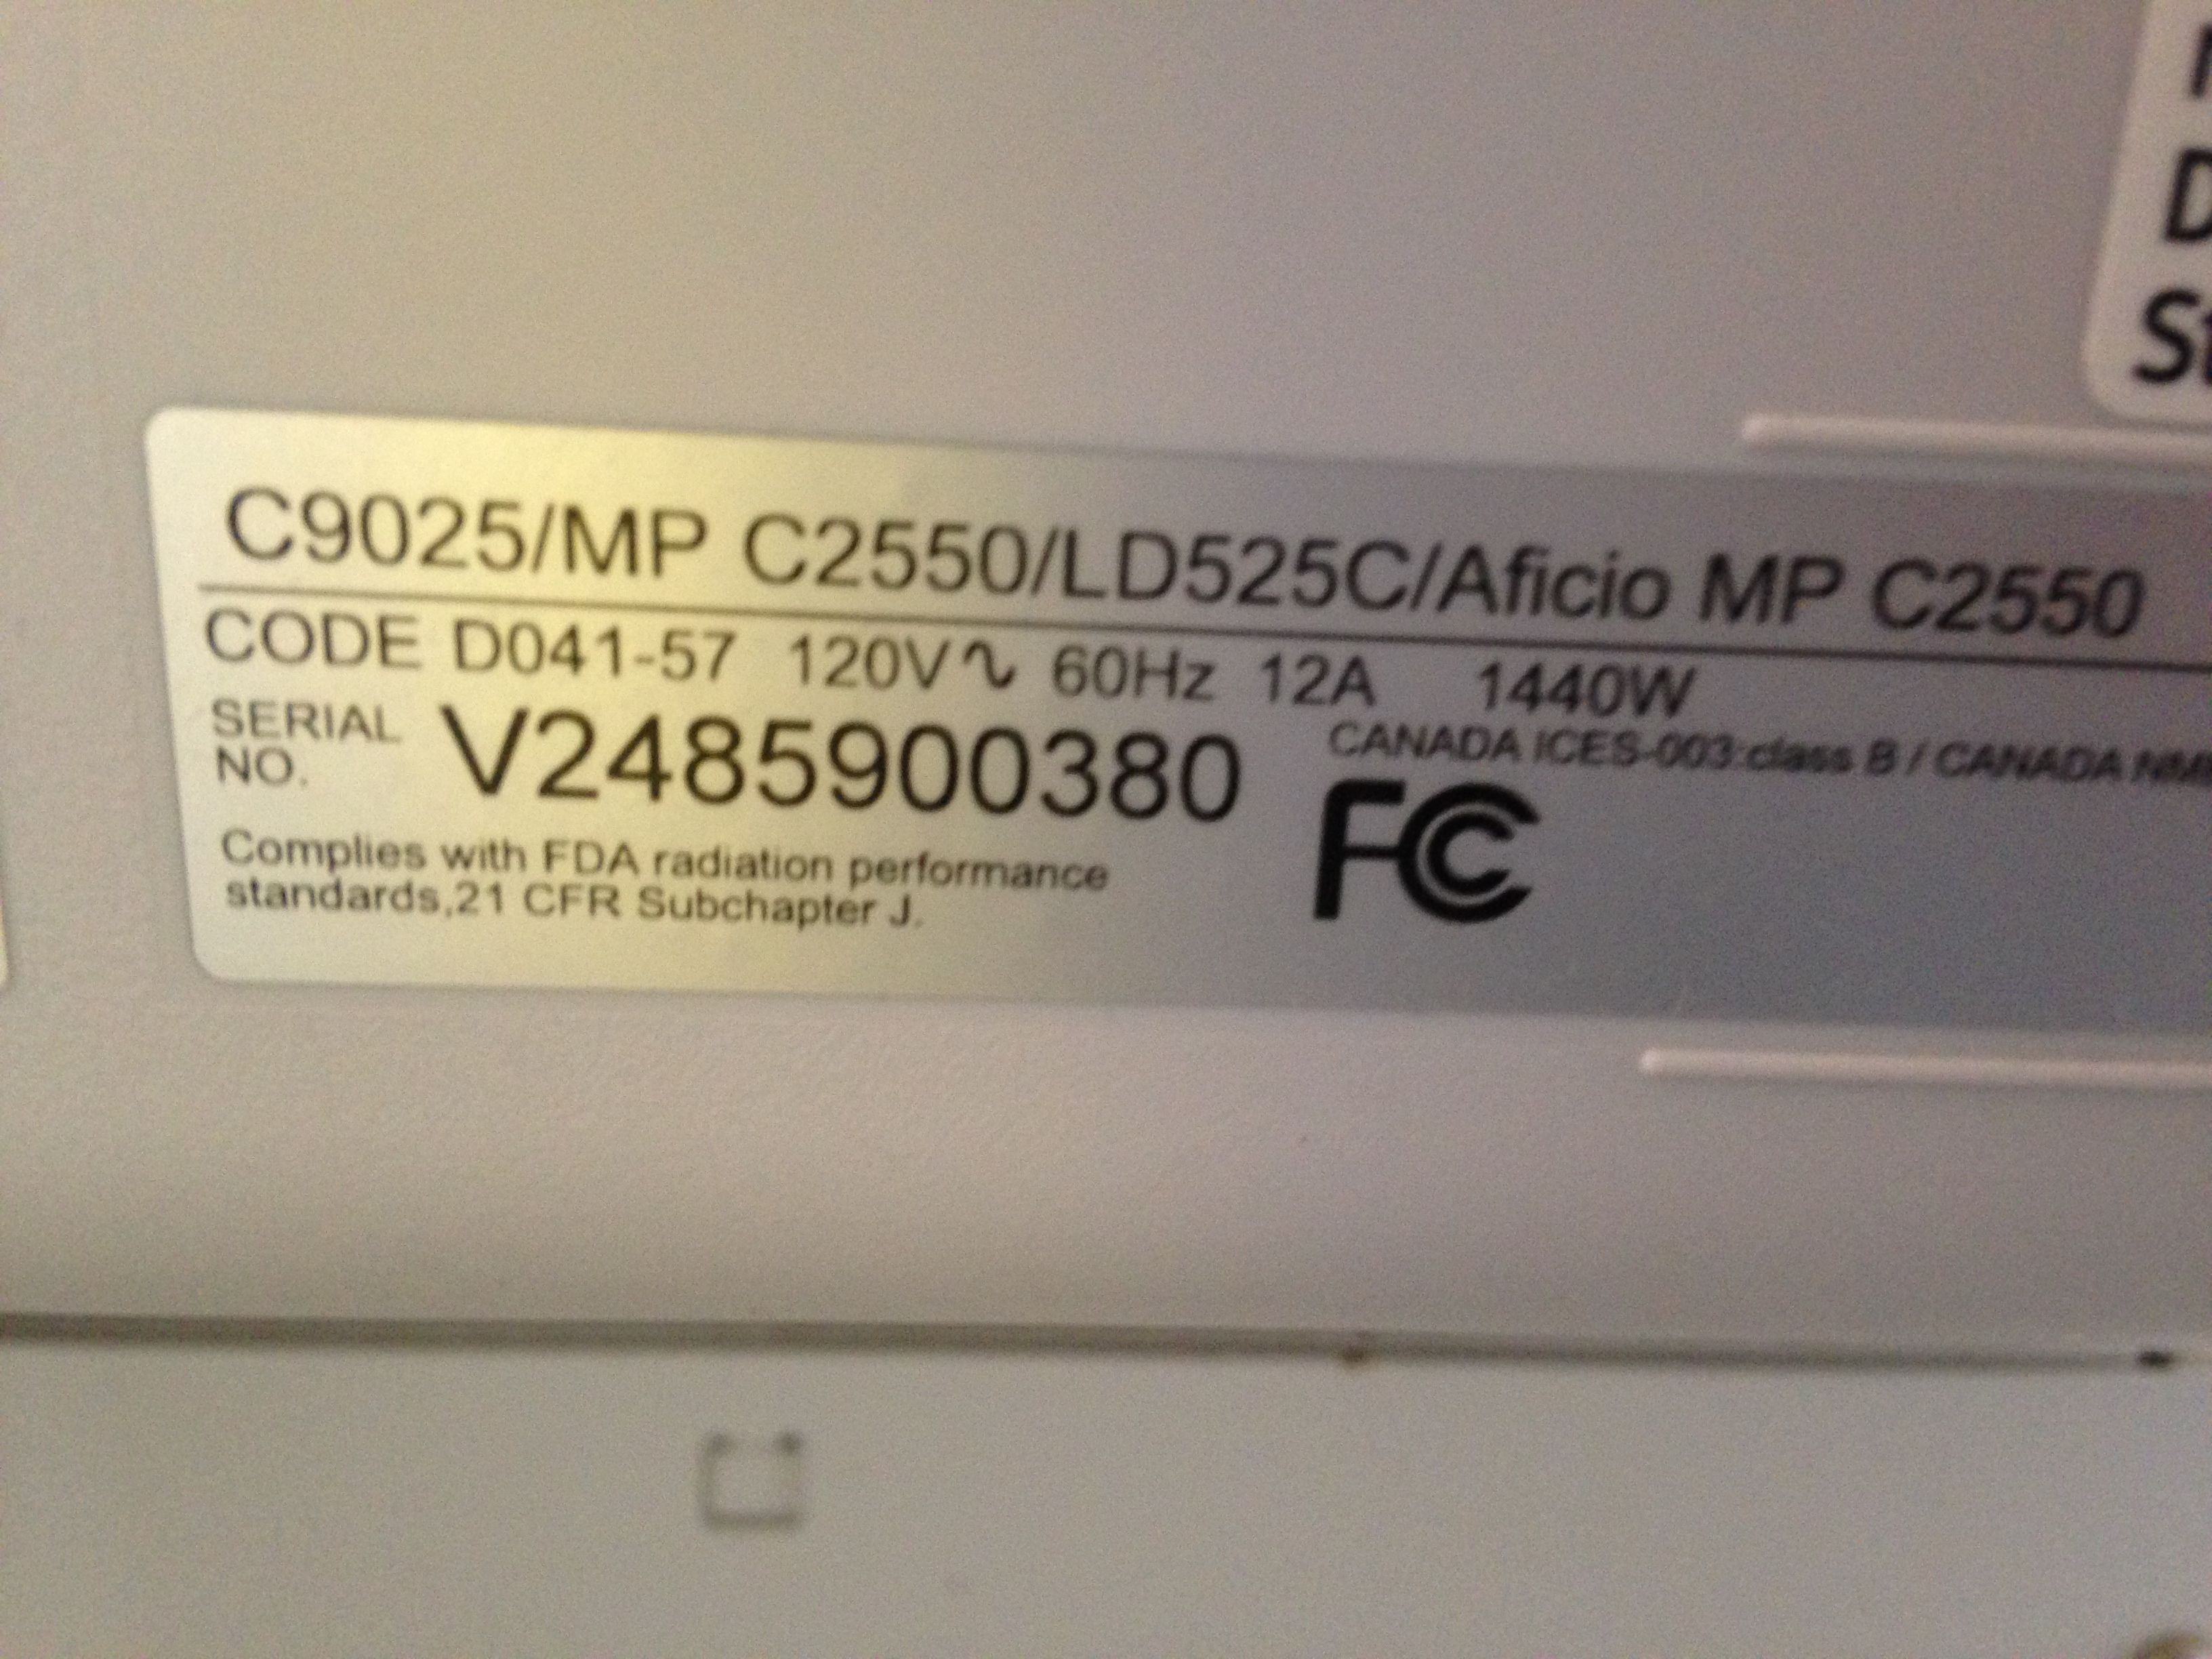 C9025/MP C2550/LD525C/Aficio MP C2550
CODE D041-57 120V∿ 60Hz 12A 1440W
SERIAL NO. V2485900380
CANADA ICES-003:class B / CANADA
FC
Complies with FDA radiation performance
standards,21 CFR Subchapter J.